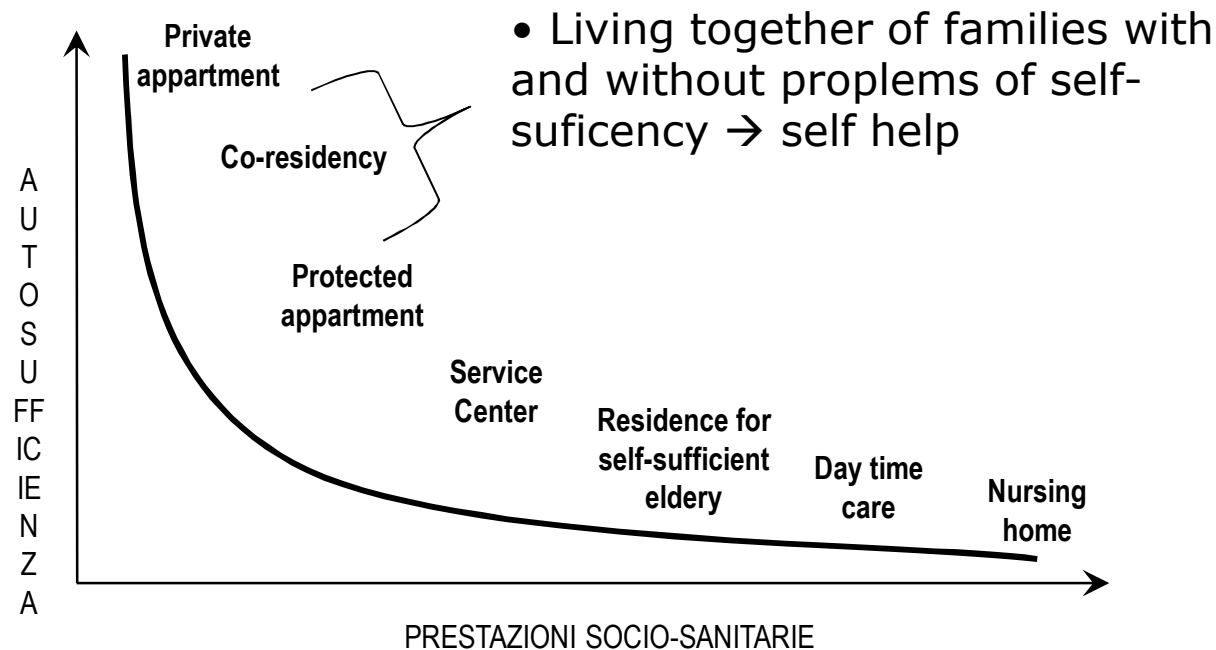 • Living together of families with
and without proplems of self-
suficency → self help
Private
appartment
Co-residency
Protected
appartment
Service
Center
Residence for
self-sufficient
eldery
Day time
care
Nursing
home
A
U
T
O
S
U
FF
IC
IE
N
Z
A
PRESTAZIONI SOCIO-SANITARIE